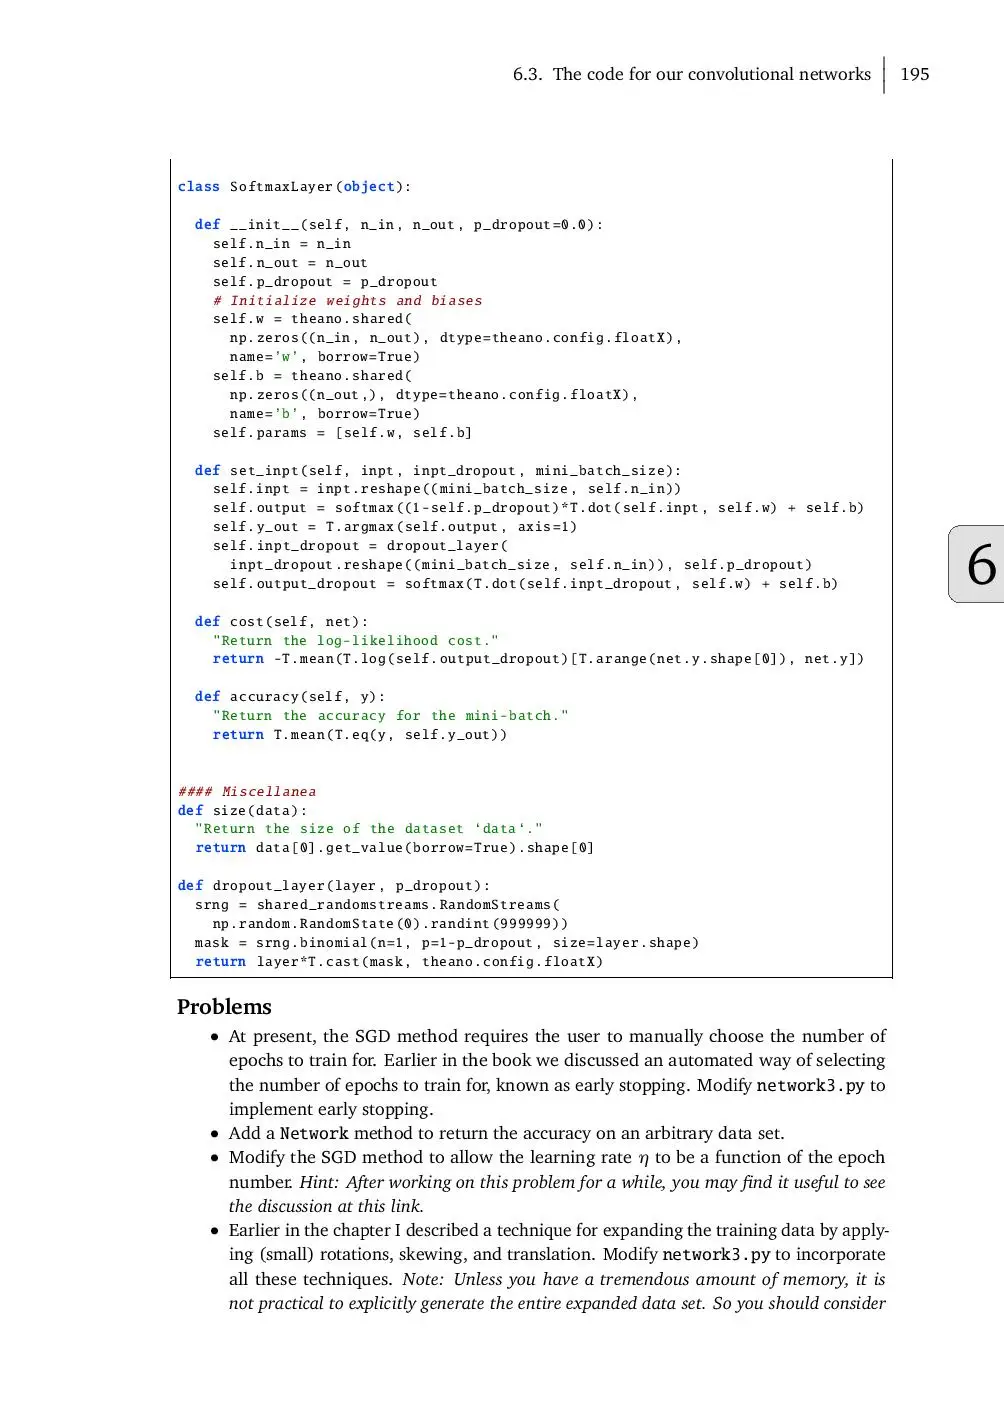 6.3. The code for our convolutional networks 195
class SoftmaxLayer(object):
def __init__(self, n_in, n_out, p_dropout=0.0):
self.n_in = n_in
self.n_out = n_out
self.p_dropout = p_dropout
# Initialize weights and biases
self.w = theano.shared(
np.zeros((n_in, n_out), dtype=theano.config.floatX),
name='w', borrow=True)
self.b = theano.shared(
np.zeros((n_out,), dtype=theano.config.floatX),
name='b', borrow=True)
self.params = [self.w, self.b]
def set_inpt(self, inpt, inpt_dropout, mini_batch_size):
self.inpt = inpt.reshape((mini_batch_size, self.n_in))
self.output = softmax((1-self.p_dropout)*T.dot(self.inpt, self.w) + self.b)
self.y_out = T.argmax(self.output, axis=1)
self.inpt_dropout = dropout_layer(
inpt_dropout.reshape((mini_batch_size, self.n_in)), self.p_dropout)
self.output_dropout = softmax(T.dot(self.inpt_dropout, self.w) + self.b)
6
def cost(self, net):
"Return the log-likelihood cost."
return -T.mean(T.log(self.output_dropout)[T.arange(net.y.shape[0]), net.y])
def accuracy(self, y):
"Return the accuracy for the mini-batch."
return T.mean(T.eq(y, self.y_out))
#### Miscellanea
def size(data):
"Return the size of the dataset ‘data‘."
return data[0].get_value(borrow=True).shape[0]
def dropout_layer(layer, p_dropout):
srng = shared_randomstreams.RandomStreams(
np.random.RandomState(0).randint(999999))
mask = srng.binomial(n=1, p=1-p_dropout, size=layer.shape)
return layer*T.cast(mask, theano.config.floatX)
Problems
• At present, the SGD method requires the user to manually choose the number of
epochs to train for. Earlier in the book we discussed an automated way of selecting
the number of epochs to train for, known as early stopping. Modify network3.py to
implement early stopping.
• Add a Network method to return the accuracy on an arbitrary data set.
• Modify the SGD method to allow the learning rate η to be a function of the epoch
number. Hint: After working on this problem for a while, you may find it useful to see
the discussion at this link.
• Earlier in the chapter I described a technique for expanding the training data by apply-
ing (small) rotations, skewing, and translation. Modify network3.py to incorporate
all these techniques. Note: Unless you have a tremendous amount of memory, it is
not practical to explicitly generate the entire expanded data set. So you should consider